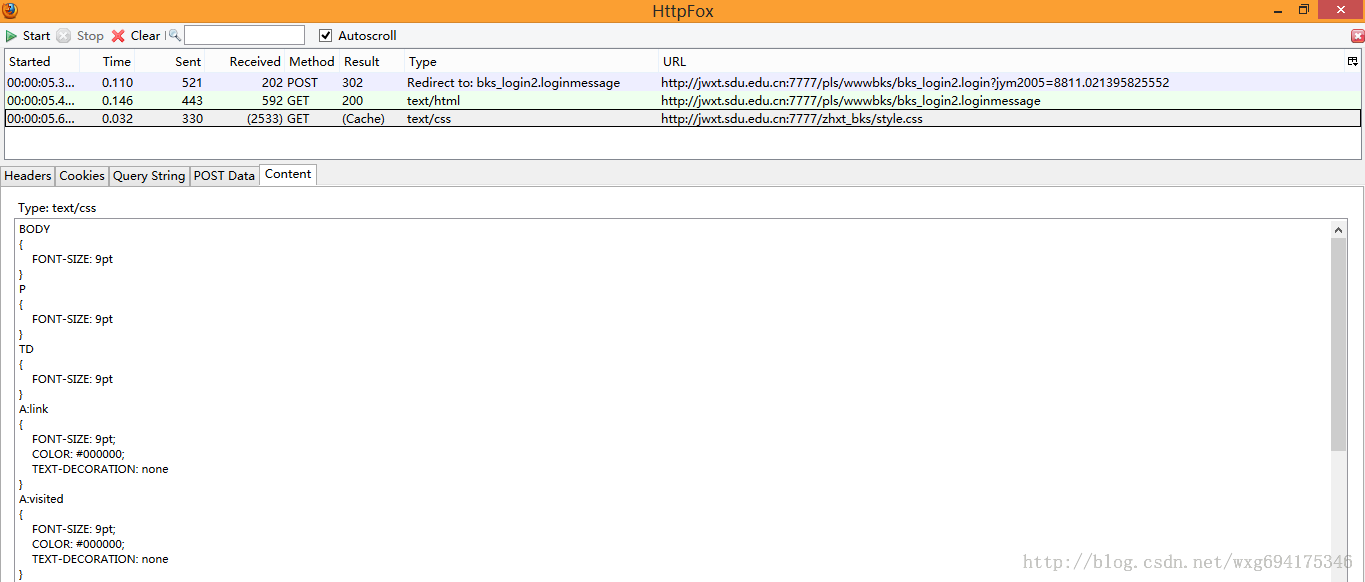 HttpFox
Start Stop Clear Autoscroll
Started Time Sent Received Method Result Type URL
00:00:05.3... 0.110 521 202 POST 302 Redirect to: bks_login2.loginmessage http://jwxt.sdu.edu.cn:7777/pls/wwwbks/bks_login2.login?jym2005=8811.021395825552
00:00:05.4... 0.146 443 592 GET 200 text/html http://jwxt.sdu.edu.cn:7777/pls/wwwbks/bks_login2.loginmessage
00:00:05.6... 0.032 330 (2533) GET (Cache) text/css http://jwxt.sdu.edu.cn:7777/zhxt_bks/style.css
Headers Cookies Query String POST Data Content
Type: text/css
BODY
{
FONT-SIZE: 9pt
}
P
{
FONT-SIZE: 9pt
}
TD
{
FONT-SIZE: 9pt
}
A:link
{
FONT-SIZE: 9pt;
COLOR: #000000;
TEXT-DECORATION: none
}
A:visited
{
FONT-SIZE: 9pt;
COLOR: #000000;
TEXT-DECORATION: none
}
http://blog.csdn.net/wxg694175346